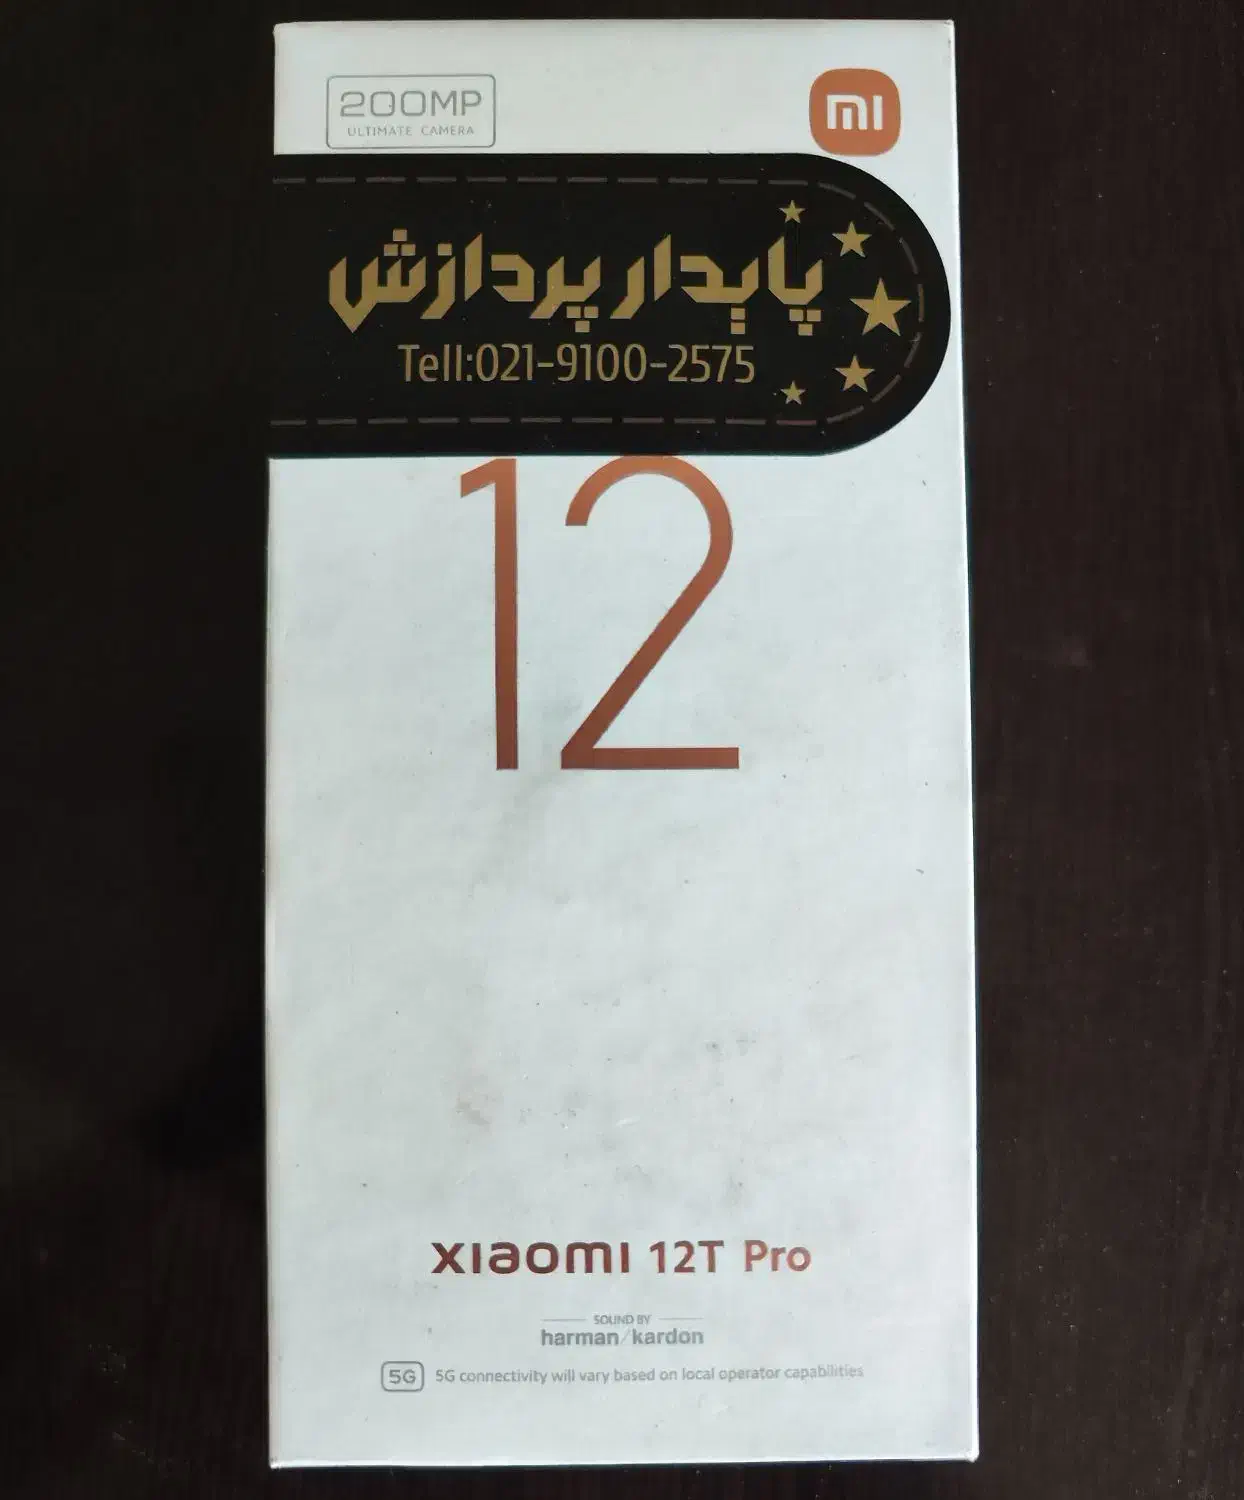 200MP
ULTIMATE CAMERA
mi
پایدار پردازش
Tell:021-9100-2575
12
XIAOMI 12T Pro
SOUND BY
harman/kardon
5G 5G connectivity will vary based on local operator capabilities